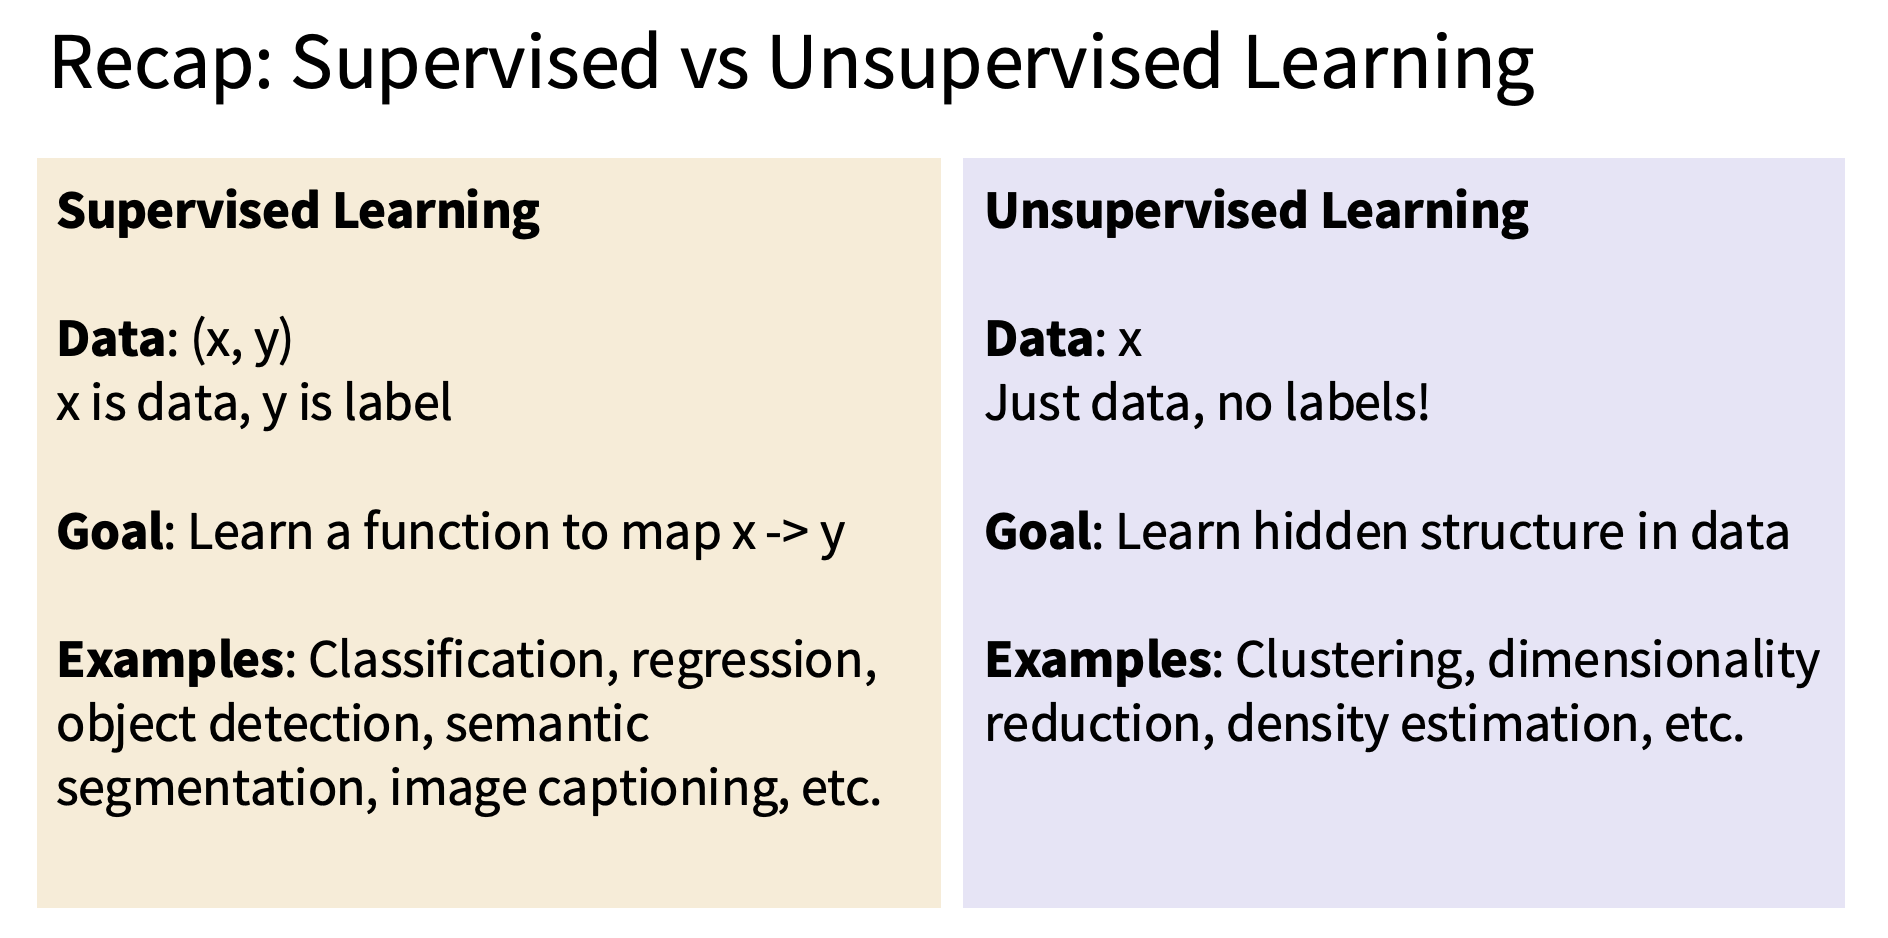 Recap: Supervised vs Unsupervised Learning
Supervised Learning
Data: (x, y)
x is data, y is label
Goal: Learn a function to map x -> y
Examples: Classification, regression,
object detection, semantic
segmentation, image captioning, etc.
Unsupervised Learning
Data: x
Just data, no labels!
Goal: Learn hidden structure in data
Examples: Clustering, dimensionality
reduction, density estimation, etc.